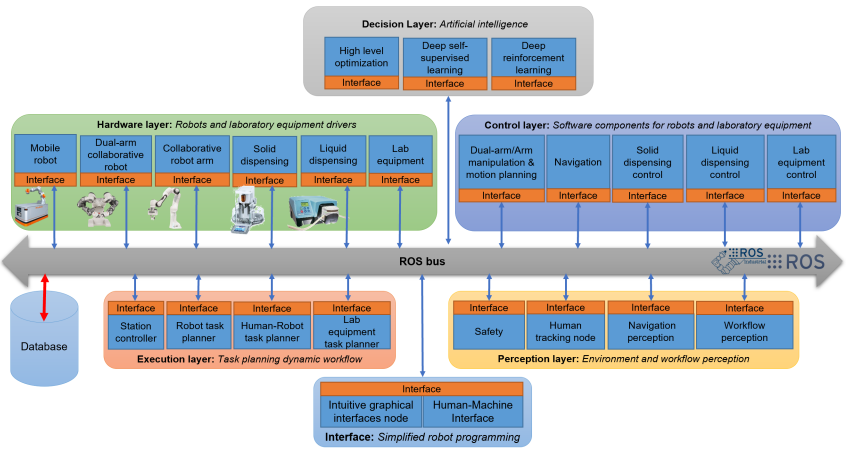 Decision Layer: Artificial intelligence
High level
optimization
Interface
Deep self-
supervised
learning
Interface
Deep
reinforcement
learning
Interface
Hardware layer: Robots and laboratory equipment drivers
Mobile
robot
Interface
Dual-arm
collaborative
robot
Interface
Collaborative
robot arm
Interface
Solid
dispensing
Interface
Liquid
dispensing
Interface
Lab
equipment
Interface
Control layer: Software components for robots and laboratory equipment
Dual-arm/Arm
manipulation &
motion planning
Interface
Navigation
Interface
Solid
dispensing
control
Interface
Liquid
dispensing
control
Interface
Lab
equipment
control
Interface
ROS bus
ROS
Industrial
ROS
Database
Interface
Station
controller
Interface
Robot task
planner
Interface
Human-Robot
task planner
Interface
Lab
equipment
task planner
Execution layer: Task planning dynamic workflow
Interface
Safety
Interface
Human
tracking node
Interface
Navigation
perception
Interface
Workflow
perception
Perception layer: Environment and workflow perception
Interface
Intuitive graphical
interfaces node
Human-Machine
Interface
Interface: Simplified robot programming